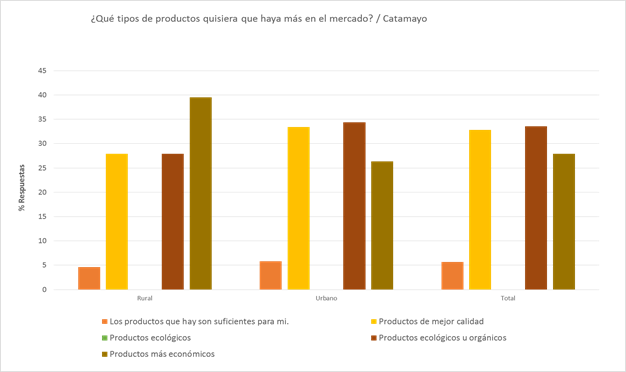 ¿Qué tipos de productos quisiera que haya más en el mercado? / Catamayo
45
40
35
30
25
20
15
10
5
0
% Respuestas
Rural Urbano Total
Los productos que hay son suficientes para mi. Productos de mejor calidad
Productos ecológicos Productos ecológicos u orgánicos
Productos más económicos